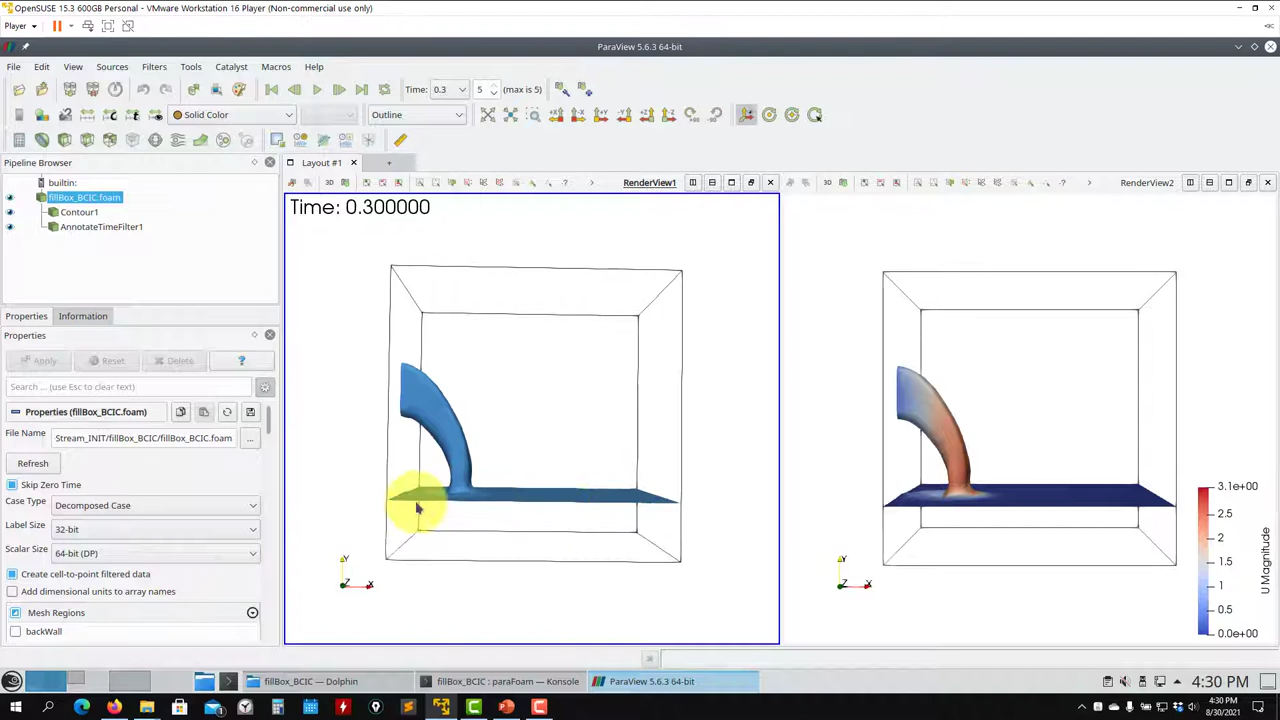 OpenSUSE 15.3 600GB Personal - VMware Workstation 16 Player (Non-commercial use only)
Player
ParaView 5.6.3 64-bit
File Edit View Sources Filters Tools Catalyst Macros Help
Time: 0.3 5 (max is 5)
Solid Color Outline +X -X +Y -Y +Z -Z
Pipeline Browser
Layout #1 +
builtin:
3D RenderView1
3D RenderView2
fillBox_BCIC.foam
Contour1
AnnotateTimeFilter1
Time: 0.300000
Properties Information
Properties
Apply Reset Delete ?
Search ... (use Esc to clear text)
Properties (fillBox_BCIC.foam)
File Name Stream_INIT/fillBox_BCIC/fillBox_BCIC.foam ...
Refresh
Skip Zero Time
Case Type Decomposed Case
Label Size 32-bit
Scalar Size 64-bit (DP)
Create cell-to-point filtered data
Add dimensional units to array names
Mesh Regions
backWall
Y
Z
X
Y
Z
X
3.1e+00
2.5
2
1.5
1
0.5
0.0e+00
U Magnitude
fillBox_BCIC — Dolphin
fillBox_BCIC : paraFoam — Konsole
ParaView 5.6.3 64-bit
4:30 PM
4:30 PM
8/30/2021